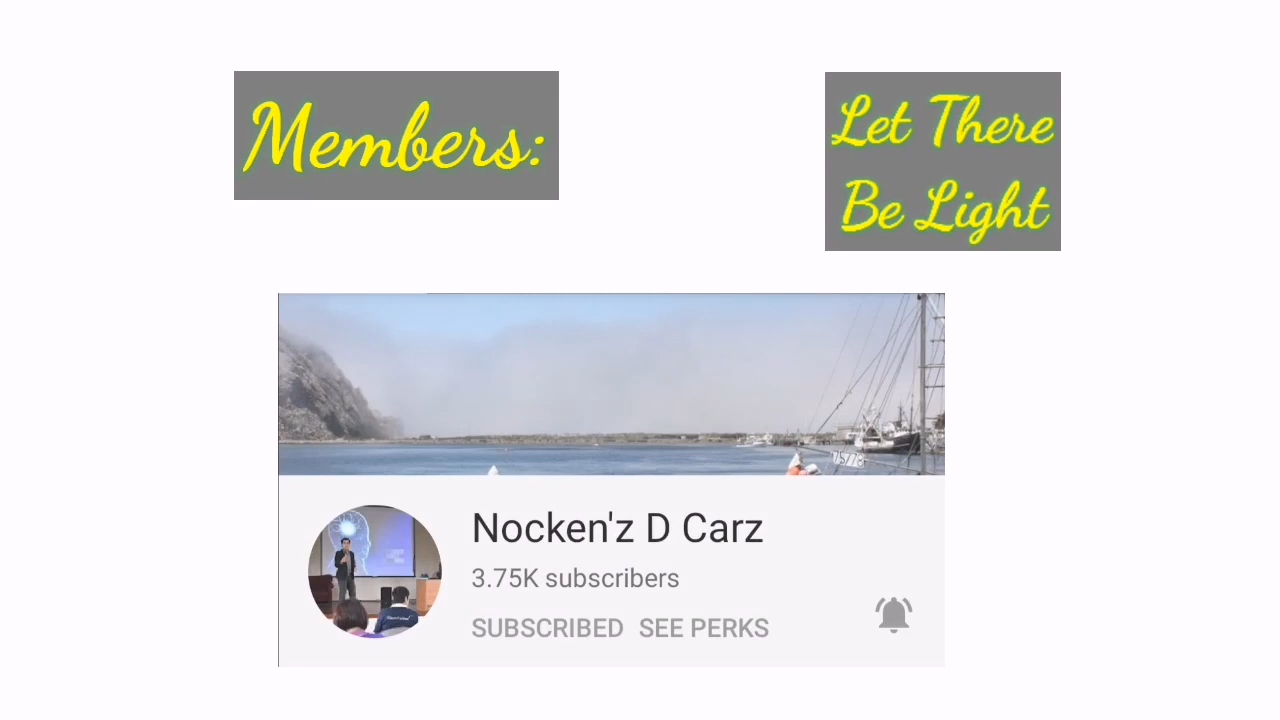 Members:
Let There
Be Light
Nocken'z D Carz
3.75K subscribers
SUBSCRIBED SEE PERKS